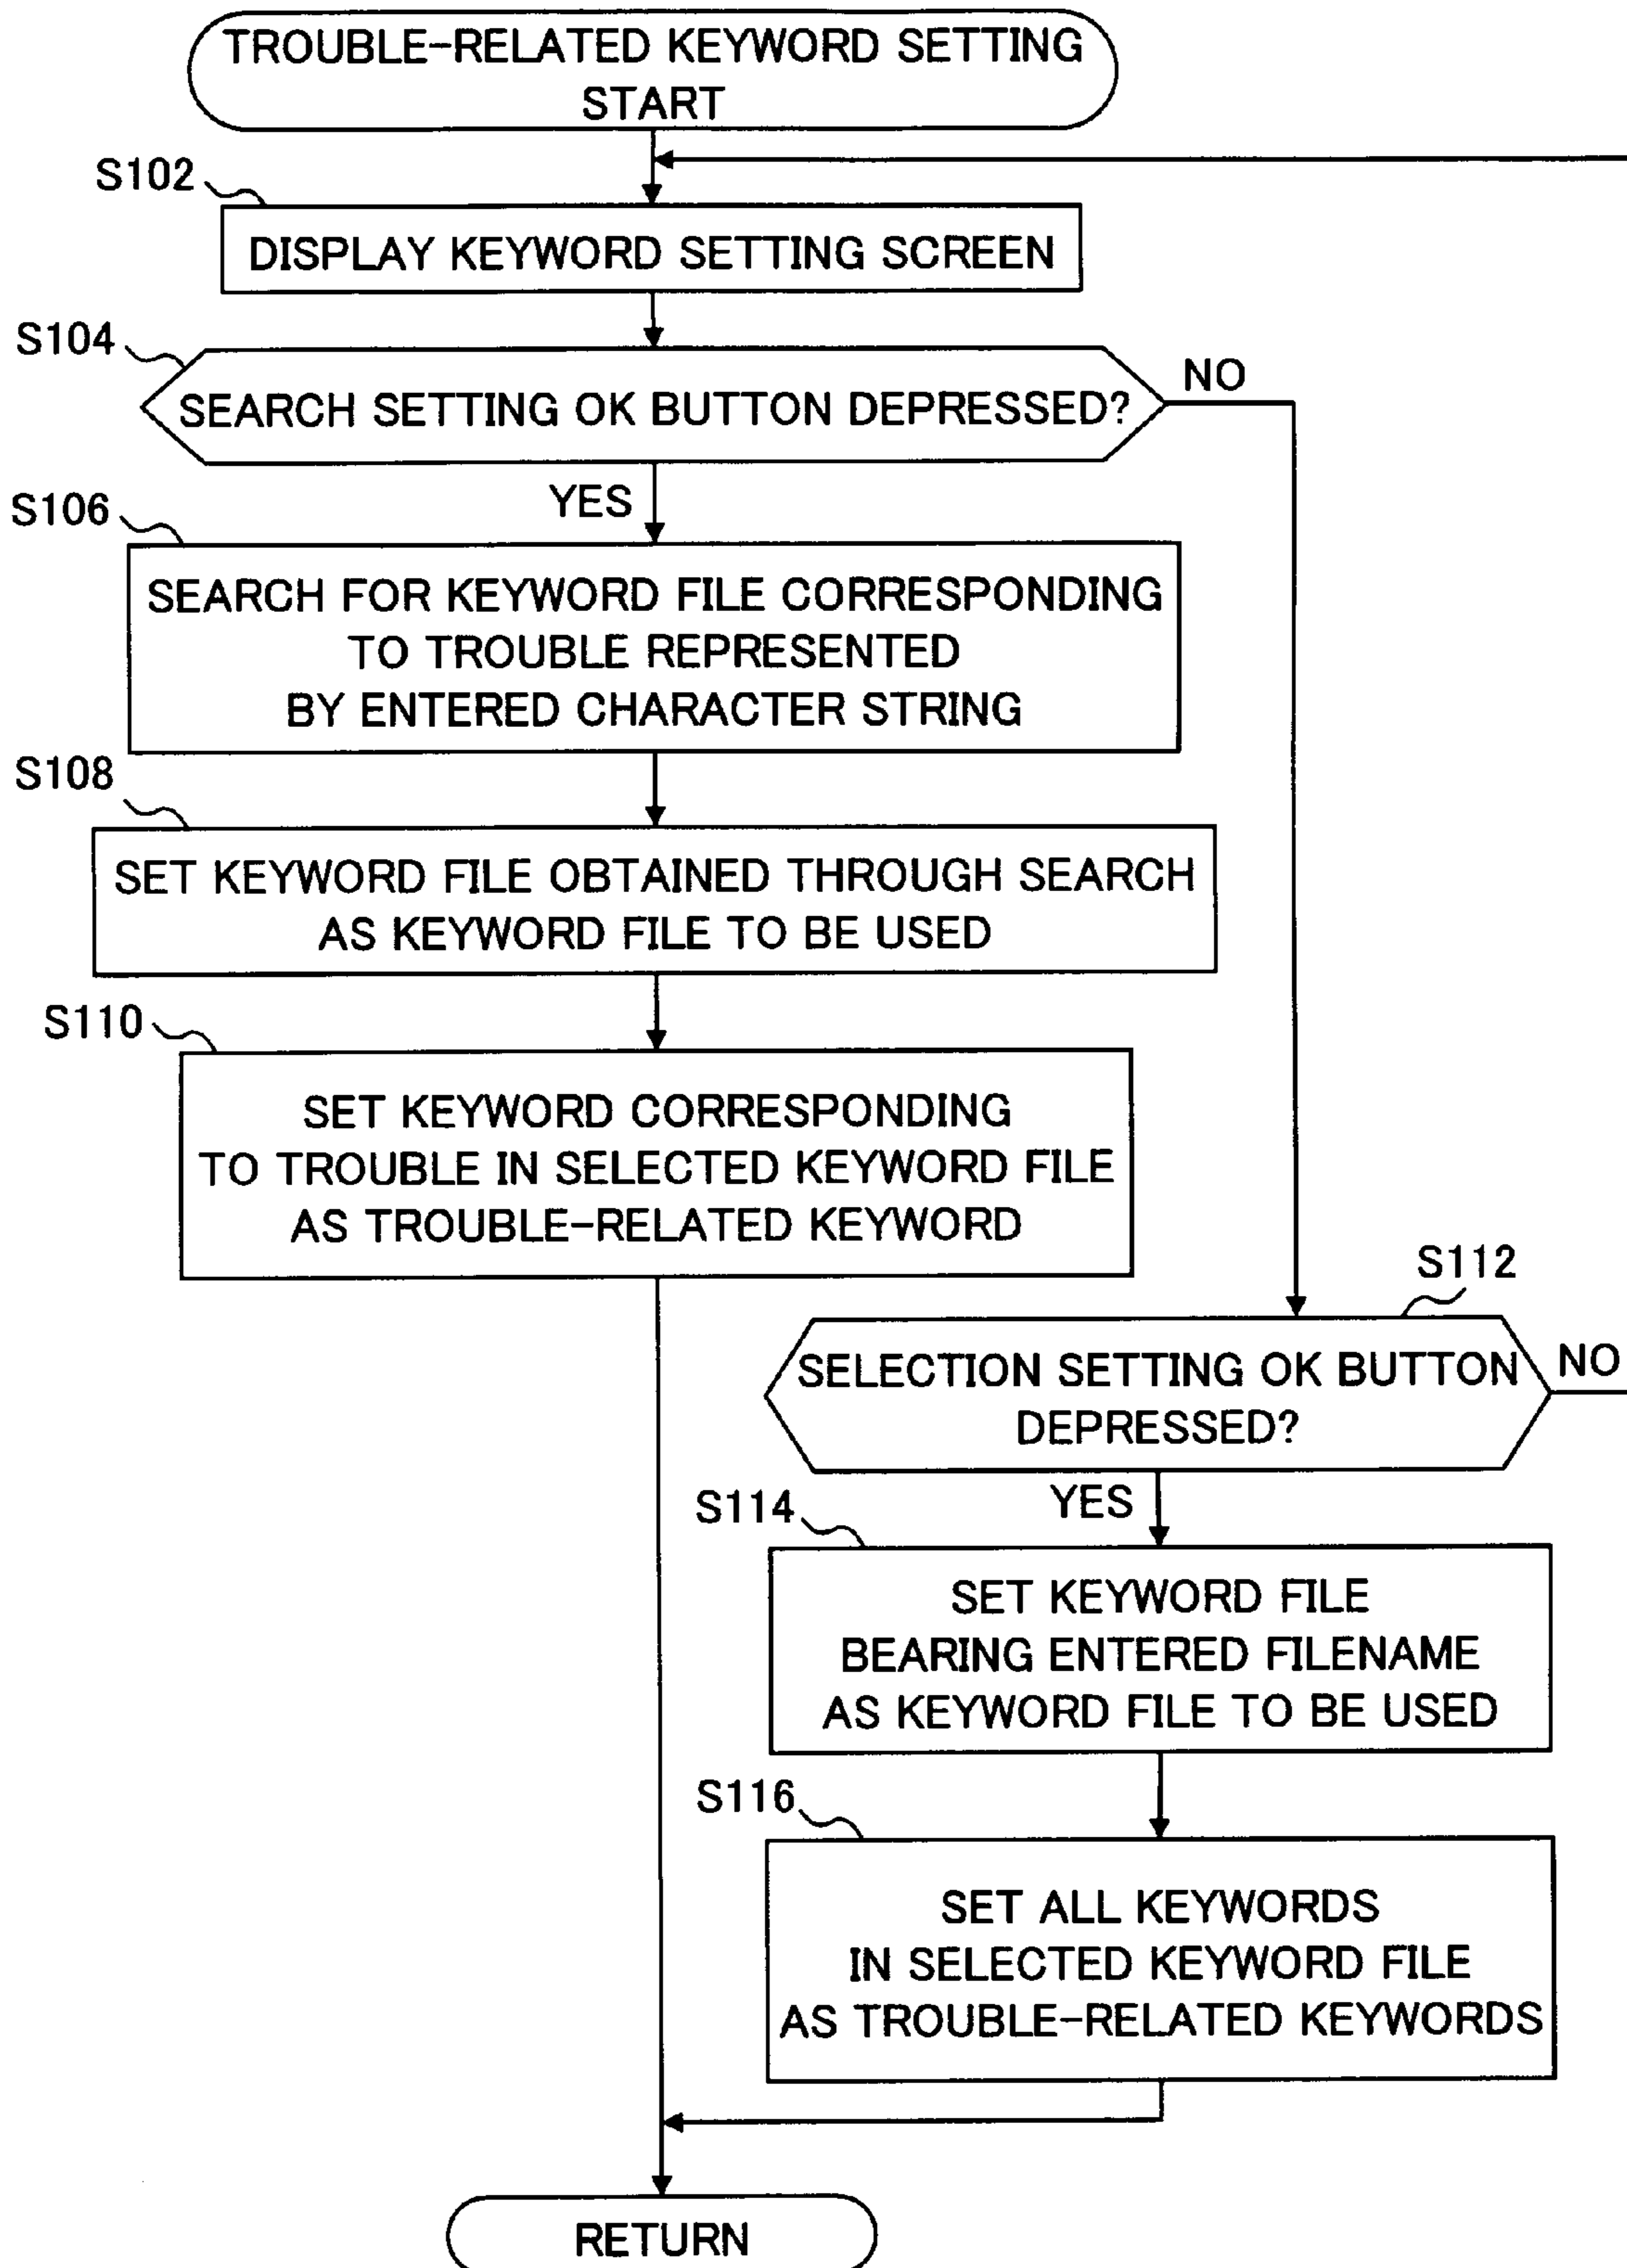 TROUBLE-RELATED KEYWORD SETTING
START
S102
DISPLAY KEYWORD SETTING SCREEN
S104
SEARCH SETTING OK BUTTON DEPRESSED?
NO
YES
S106
SEARCH FOR KEYWORD FILE CORRESPONDING
TO TROUBLE REPRESENTED
BY ENTERED CHARACTER STRING
S108
SET KEYWORD FILE OBTAINED THROUGH SEARCH
AS KEYWORD FILE TO BE USED
S110
SET KEYWORD CORRESPONDING
TO TROUBLE IN SELECTED KEYWORD FILE
AS TROUBLE-RELATED KEYWORD
S112
SELECTION SETTING OK BUTTON
DEPRESSED?
NO
YES
S114
SET KEYWORD FILE
BEARING ENTERED FILENAME
AS KEYWORD FILE TO BE USED
S116
SET ALL KEYWORDS
IN SELECTED KEYWORD FILE
AS TROUBLE-RELATED KEYWORDS
RETURN